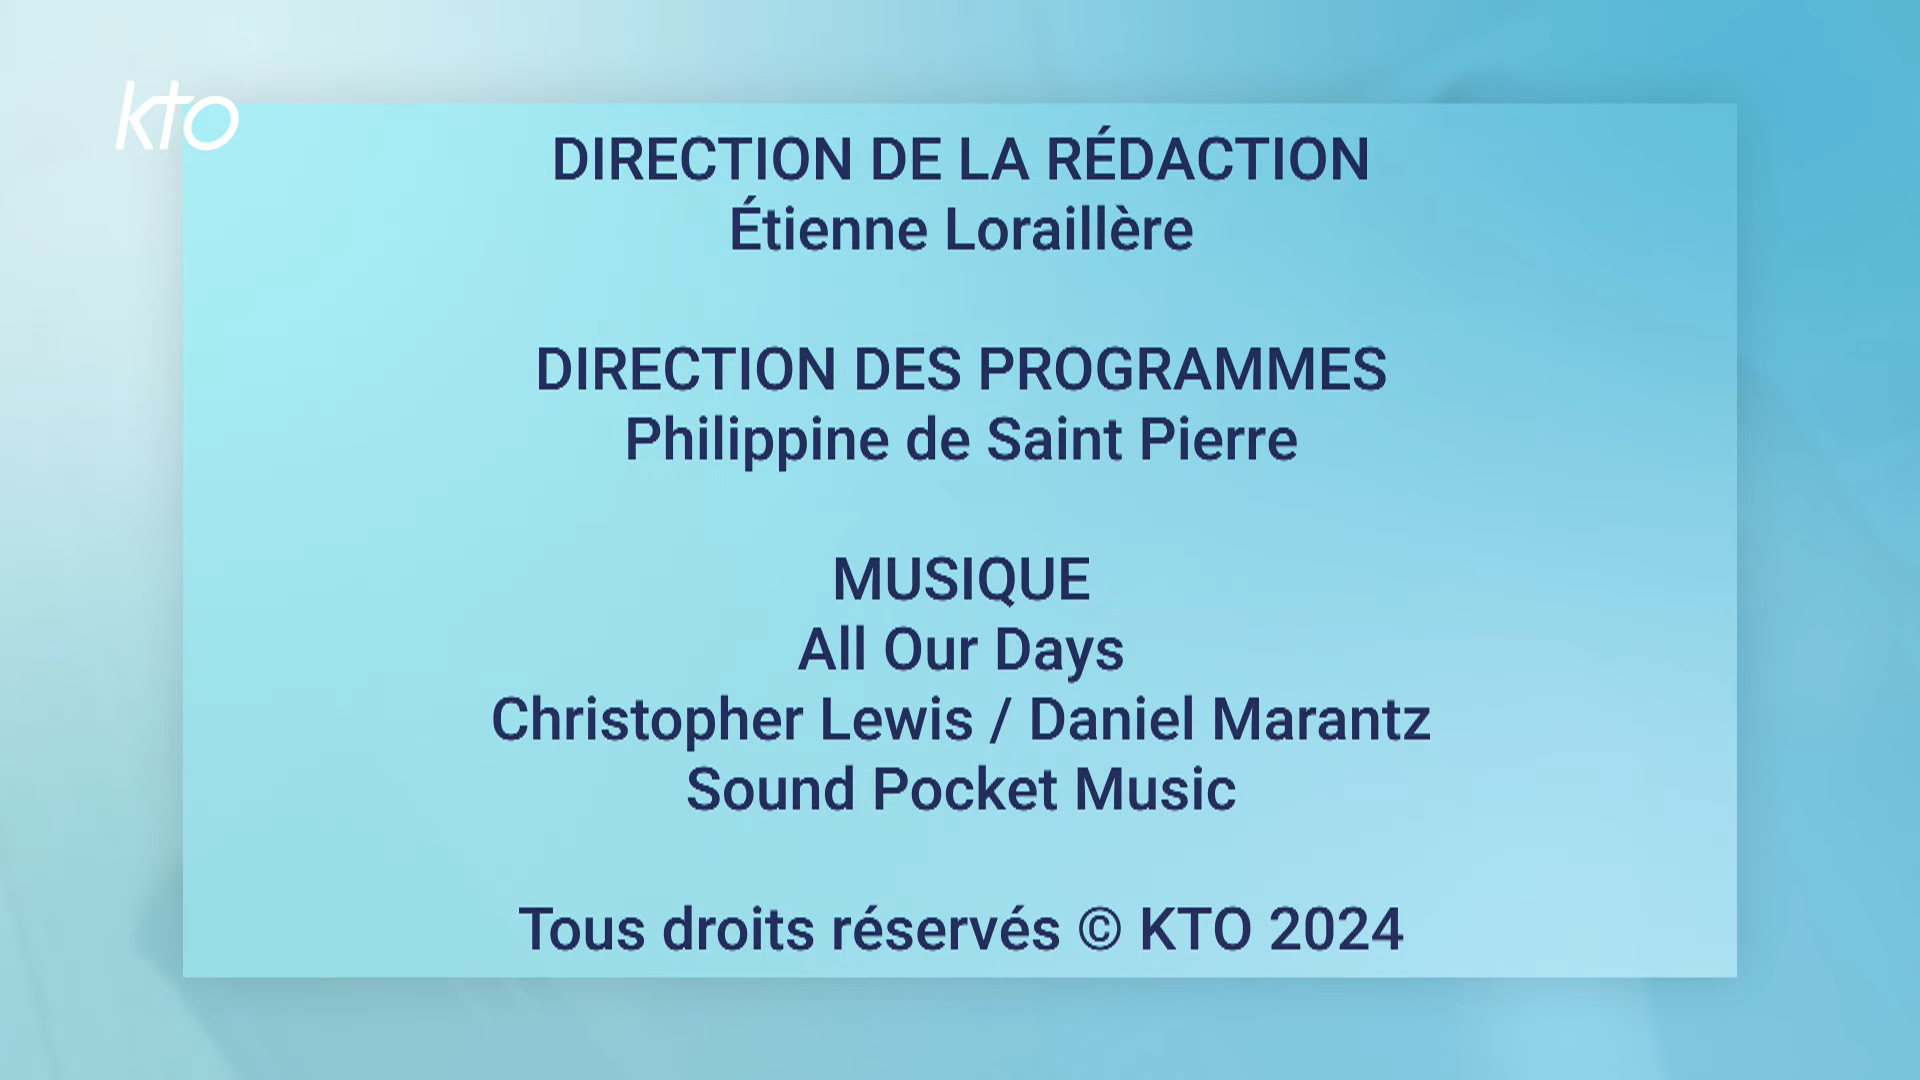 kto
DIRECTION DE LA RÉDACTION
Étienne Loraillère
DIRECTION DES PROGRAMMES
Philippine de Saint Pierre
MUSIQUE
All Our Days
Christopher Lewis / Daniel Marantz
Sound Pocket Music
Tous droits réservés © KTO 2024